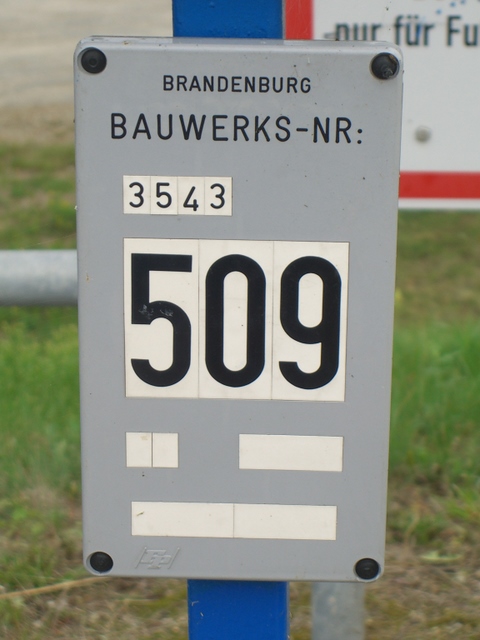 nur für Fu
BRANDENBURG
BAUWERKS-NR:
3543
509